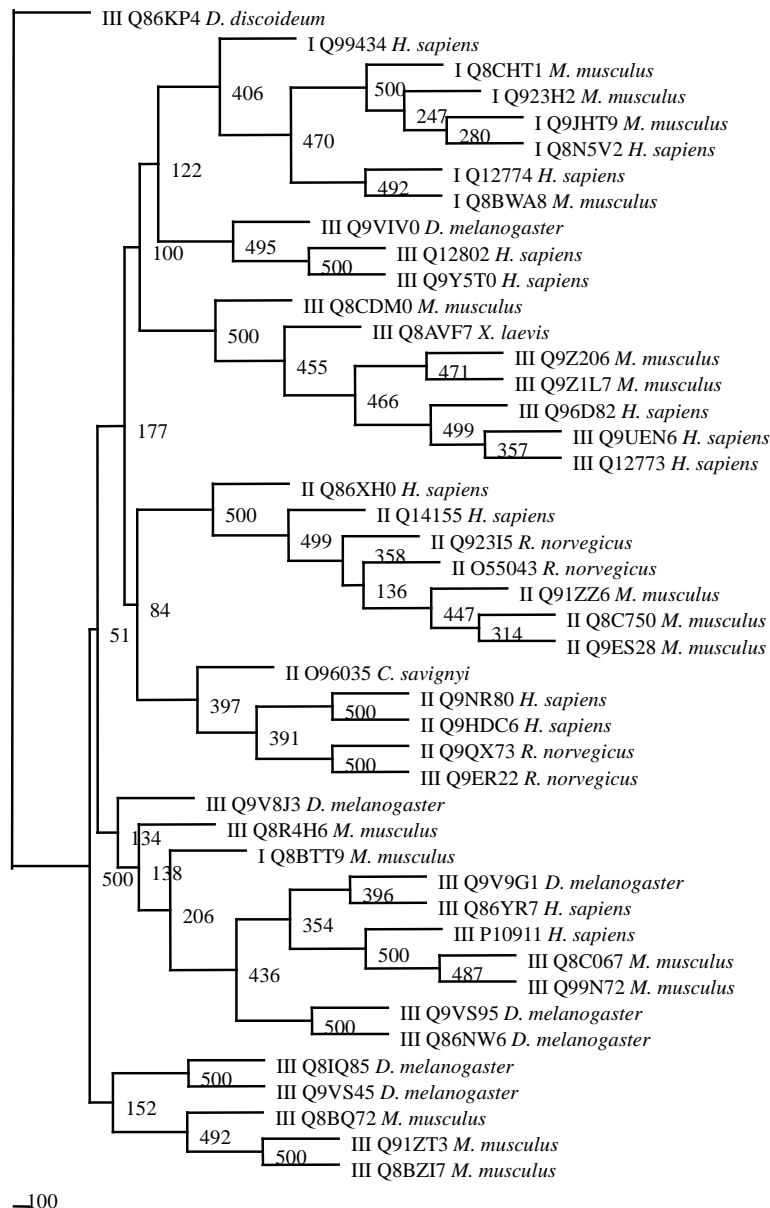 III Q86KP4 D. discoideum
I Q99434 H. sapiens
I Q8CHT1 M. musculus
500
406
I Q923H2 M. musculus
247
I Q9JHT9 M. musculus
280
470
I Q8N5V2 H. sapiens
122
I Q12774 H. sapiens
492
I Q8BWA8 M. musculus
III Q9VIV0 D. melanogaster
100
495
III Q12802 H. sapiens
500
III Q9Y5T0 H. sapiens
III Q8CDM0 M. musculus
500
III Q8AVF7 X. laevis
III Q9Z206 M. musculus
455
471
III Q9Z1L7 M. musculus
466
III Q96D82 H. sapiens
177
499
III Q9UEN6 H. sapiens
357
III Q12773 H. sapiens
II Q86XH0 H. sapiens
500
II Q14155 H. sapiens
499
II Q923I5 R. norvegicus
358
II O55043 R. norvegicus
136
II Q91ZZ6 M. musculus
84
447
II Q8C750 M. musculus
51
314
II Q9ES28 M. musculus
II O96035 C. savignyi
397
II Q9NR80 H. sapiens
500
II Q9HDC6 H. sapiens
391
II Q9QX73 R. norvegicus
500
III Q9ER22 R. norvegicus
III Q9V8J3 D. melanogaster
134
III Q8R4H6 M. musculus
I Q8BTT9 M. musculus
500
138
III Q9V9G1 D. melanogaster
396
III Q86YR7 H. sapiens
206
354
III P10911 H. sapiens
500
III Q8C067 M. musculus
436
487
III Q99N72 M. musculus
III Q9VS95 D. melanogaster
500
III Q86NW6 D. melanogaster
III Q8IQ85 D. melanogaster
500
III Q9VS45 D. melanogaster
152
III Q8BQ72 M. musculus
492
III Q91ZT3 M. musculus
500
III Q8BZI7 M. musculus
100